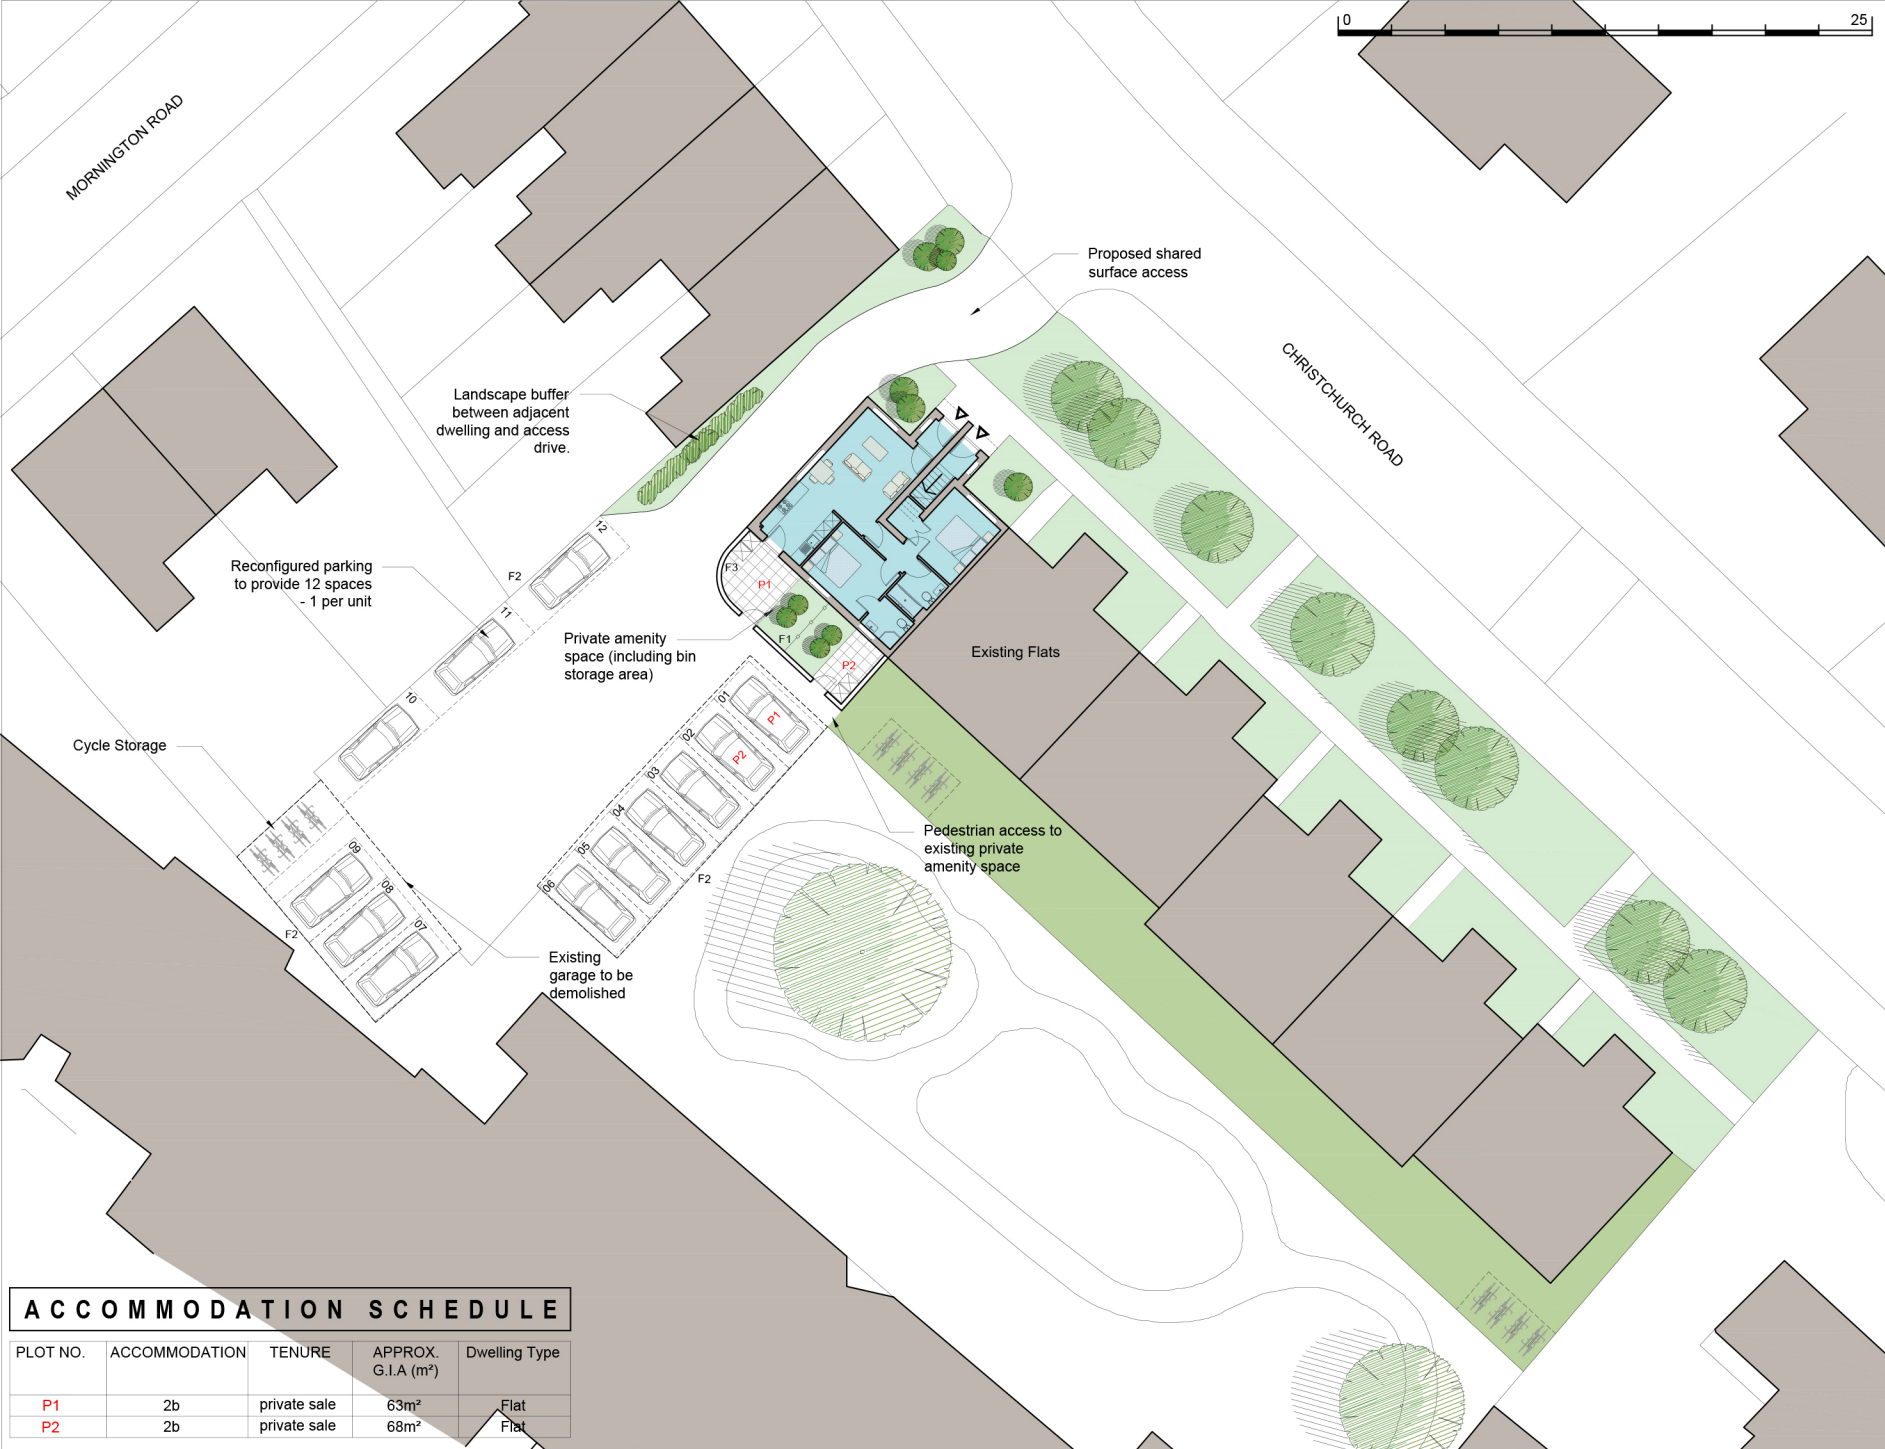 0 25
MORNINGTON ROAD
Proposed shared
surface access
CHRISTCHURCH ROAD
Landscape buffer
between adjacent
dwelling and access
drive.
12
F2
11
10
Reconfigured parking
to provide 12 spaces
- 1 per unit
F3
P1
F1
P2
Private amenity
space (including bin
storage area)
Existing Flats
01
P1
02
P2
03
04
05
06
F2
Cycle Storage
09
08
07
F2
Pedestrian access to
existing private
amenity space
Existing
garage to be
demolished
ACCOMMODATION SCHEDULE
PLOT NO. ACCOMMODATION TENURE APPROX. Dwelling Type
G.I.A (m²)
P1 2b private sale 63m² Flat
P2 2b private sale 68m² Flat